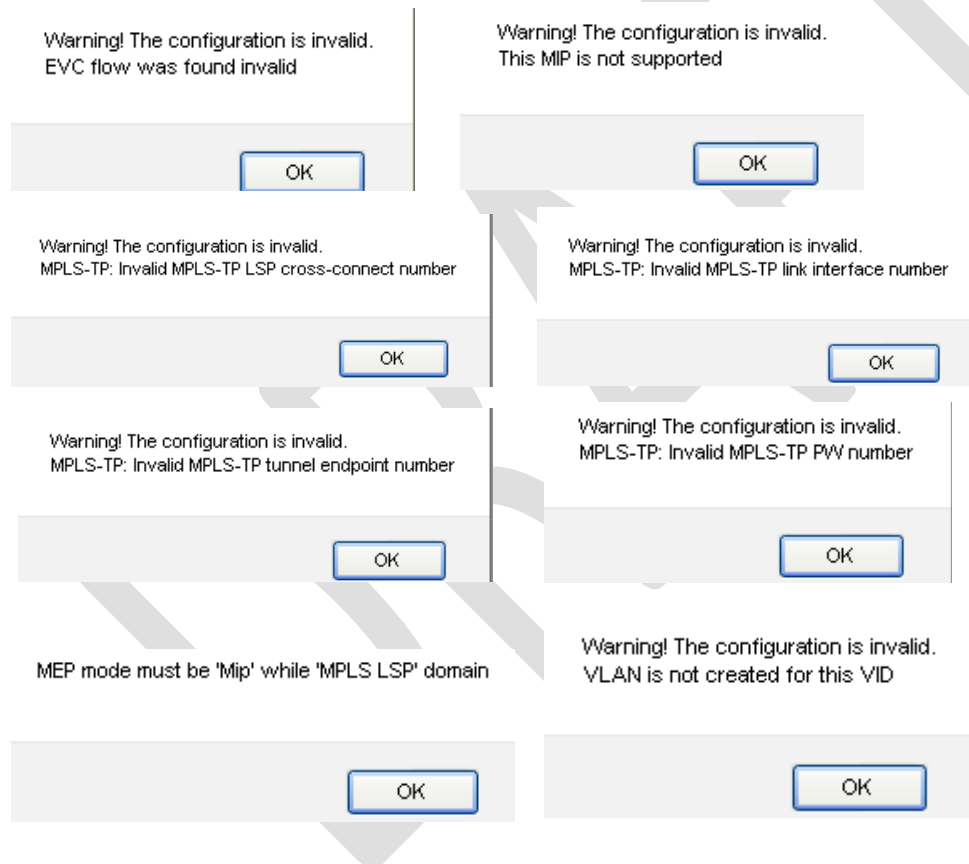 Warning! The configuration is invalid.
EVC flow was found invalid
OK
Warning! The configuration is invalid.
This MIP is not supported
OK
Warning! The configuration is invalid.
MPLS-TP: Invalid MPLS-TP LSP cross-connect number
OK
Warning! The configuration is invalid.
MPLS-TP: Invalid MPLS-TP link interface number
OK
Warning! The configuration is invalid.
MPLS-TP: Invalid MPLS-TP tunnel endpoint number
OK
Warning! The configuration is invalid.
MPLS-TP: Invalid MPLS-TP PW number
OK
MEP mode must be 'Mip' while 'MPLS LSP' domain
OK
Warning! The configuration is invalid.
VLAN is not created for this VID
OK